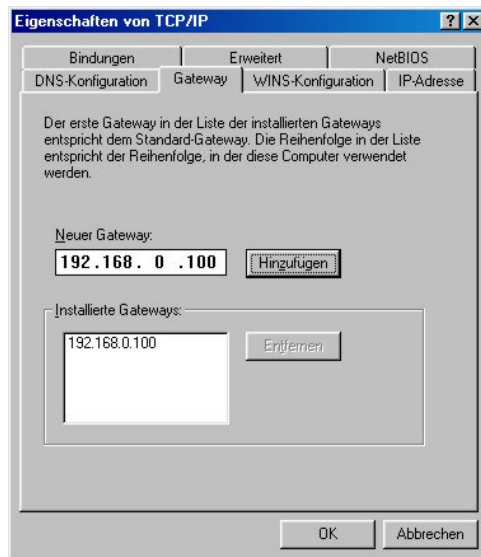 Eigenschaften von TCP/IP
Bindungen Erweitert NetBIOS
DNS-Konfiguration Gateway WINS-Konfiguration IP-Adresse
Der erste Gateway in der Liste der installierten Gateways
entspricht dem Standard-Gateway. Die Reihenfolge in der Liste
entspricht der Reihenfolge, in der diese Computer verwendet
werden.
Neuer Gateway:
192.168. 0 .100 Hinzufügen
Installierte Gateways:
192.168.0.100 Entfernen
OK Abbrechen